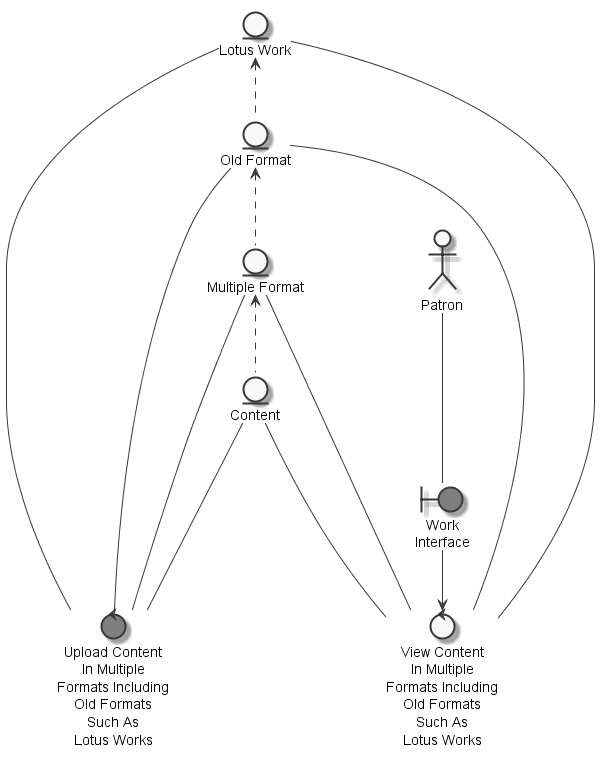 Lotus Work
Old Format
Multiple Format
Patron
Content
Work
Interface
Upload Content
In Multiple
Formats Including
Old Formats
Such As
Lotus Works
View Content
In Multiple
Formats Including
Old Formats
Such As
Lotus Works